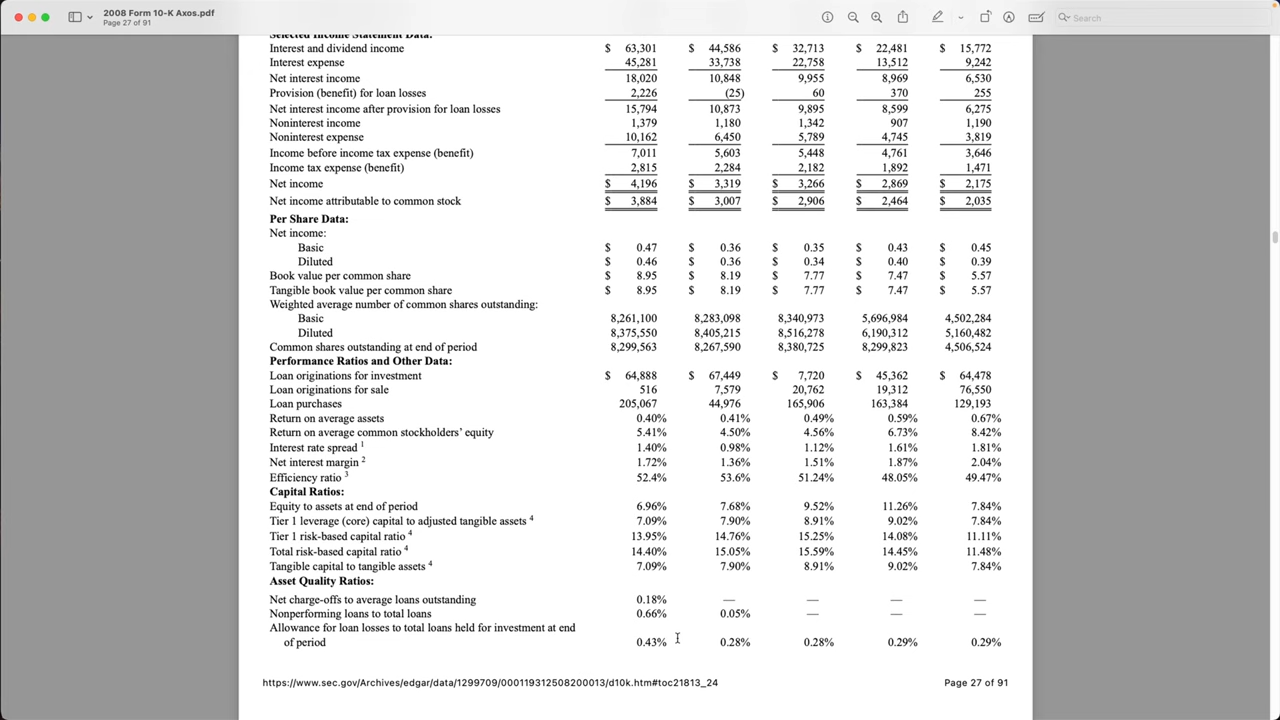 2008 Form 10-K Axos.pdf
Page 27 of 91
Search
Selected Income Statement Data:
Interest and dividend income $ 63,301 $ 44,586 $ 32,713 $ 22,481 $ 15,772
Interest expense 45,281 33,738 22,758 13,512 9,242
Net interest income 18,020 10,848 9,955 8,969 6,530
Provision (benefit) for loan losses 2,226 (25) 60 370 255
Net interest income after provision for loan losses 15,794 10,873 9,895 8,599 6,275
Noninterest income 1,379 1,180 1,342 907 1,190
Noninterest expense 10,162 6,450 5,789 4,745 3,819
Income before income tax expense (benefit) 7,011 5,603 5,448 4,761 3,646
Income tax expense (benefit) 2,815 2,284 2,182 1,892 1,471
Net income $ 4,196 $ 3,319 $ 3,266 $ 2,869 $ 2,175
Net income attributable to common stock $ 3,884 $ 3,007 $ 2,906 $ 2,464 $ 2,035
Per Share Data:
Net income:
Basic $ 0.47 $ 0.36 $ 0.35 $ 0.43 $ 0.45
Diluted $ 0.46 $ 0.36 $ 0.34 $ 0.40 $ 0.39
Book value per common share $ 8.95 $ 8.19 $ 7.77 $ 7.47 $ 5.57
Tangible book value per common share $ 8.95 $ 8.19 $ 7.77 $ 7.47 $ 5.57
Weighted average number of common shares outstanding:
Basic 8,261,100 8,283,098 8,340,973 5,696,984 4,502,284
Diluted 8,375,550 8,405,215 8,516,278 6,190,312 5,160,482
Common shares outstanding at end of period 8,299,563 8,267,590 8,380,725 8,299,823 4,506,524
Performance Ratios and Other Data:
Loan originations for investment $ 64,888 $ 67,449 $ 7,720 $ 45,362 $ 64,478
Loan originations for sale 516 7,579 20,762 19,312 76,550
Loan purchases 205,067 44,976 165,906 163,384 129,193
Return on average assets 0.40% 0.41% 0.49% 0.59% 0.67%
Return on average common stockholders’ equity 5.41% 4.50% 4.56% 6.73% 8.42%
Interest rate spread 1 1.40% 0.98% 1.12% 1.61% 1.81%
Net interest margin 2 1.72% 1.36% 1.51% 1.87% 2.04%
Efficiency ratio 3 52.4% 53.6% 51.24% 48.05% 49.47%
Capital Ratios:
Equity to assets at end of period 6.96% 7.68% 9.52% 11.26% 7.84%
Tier 1 leverage (core) capital to adjusted tangible assets 4 7.09% 7.90% 8.91% 9.02% 7.84%
Tier 1 risk-based capital ratio 4 13.95% 14.76% 15.25% 14.08% 11.11%
Total risk-based capital ratio 4 14.40% 15.05% 15.59% 14.45% 11.48%
Tangible capital to tangible assets 4 7.09% 7.90% 8.91% 9.02% 7.84%
Asset Quality Ratios:
Net charge-offs to average loans outstanding 0.18% — — — —
Nonperforming loans to total loans 0.66% 0.05% — — —
Allowance for loan losses to total loans held for investment at end
of period 0.43% 0.28% 0.28% 0.29% 0.29%
https://www.sec.gov/Archives/edgar/data/1299709/000119312508200013/d10k.htm#toc21813_24 Page 27 of 91